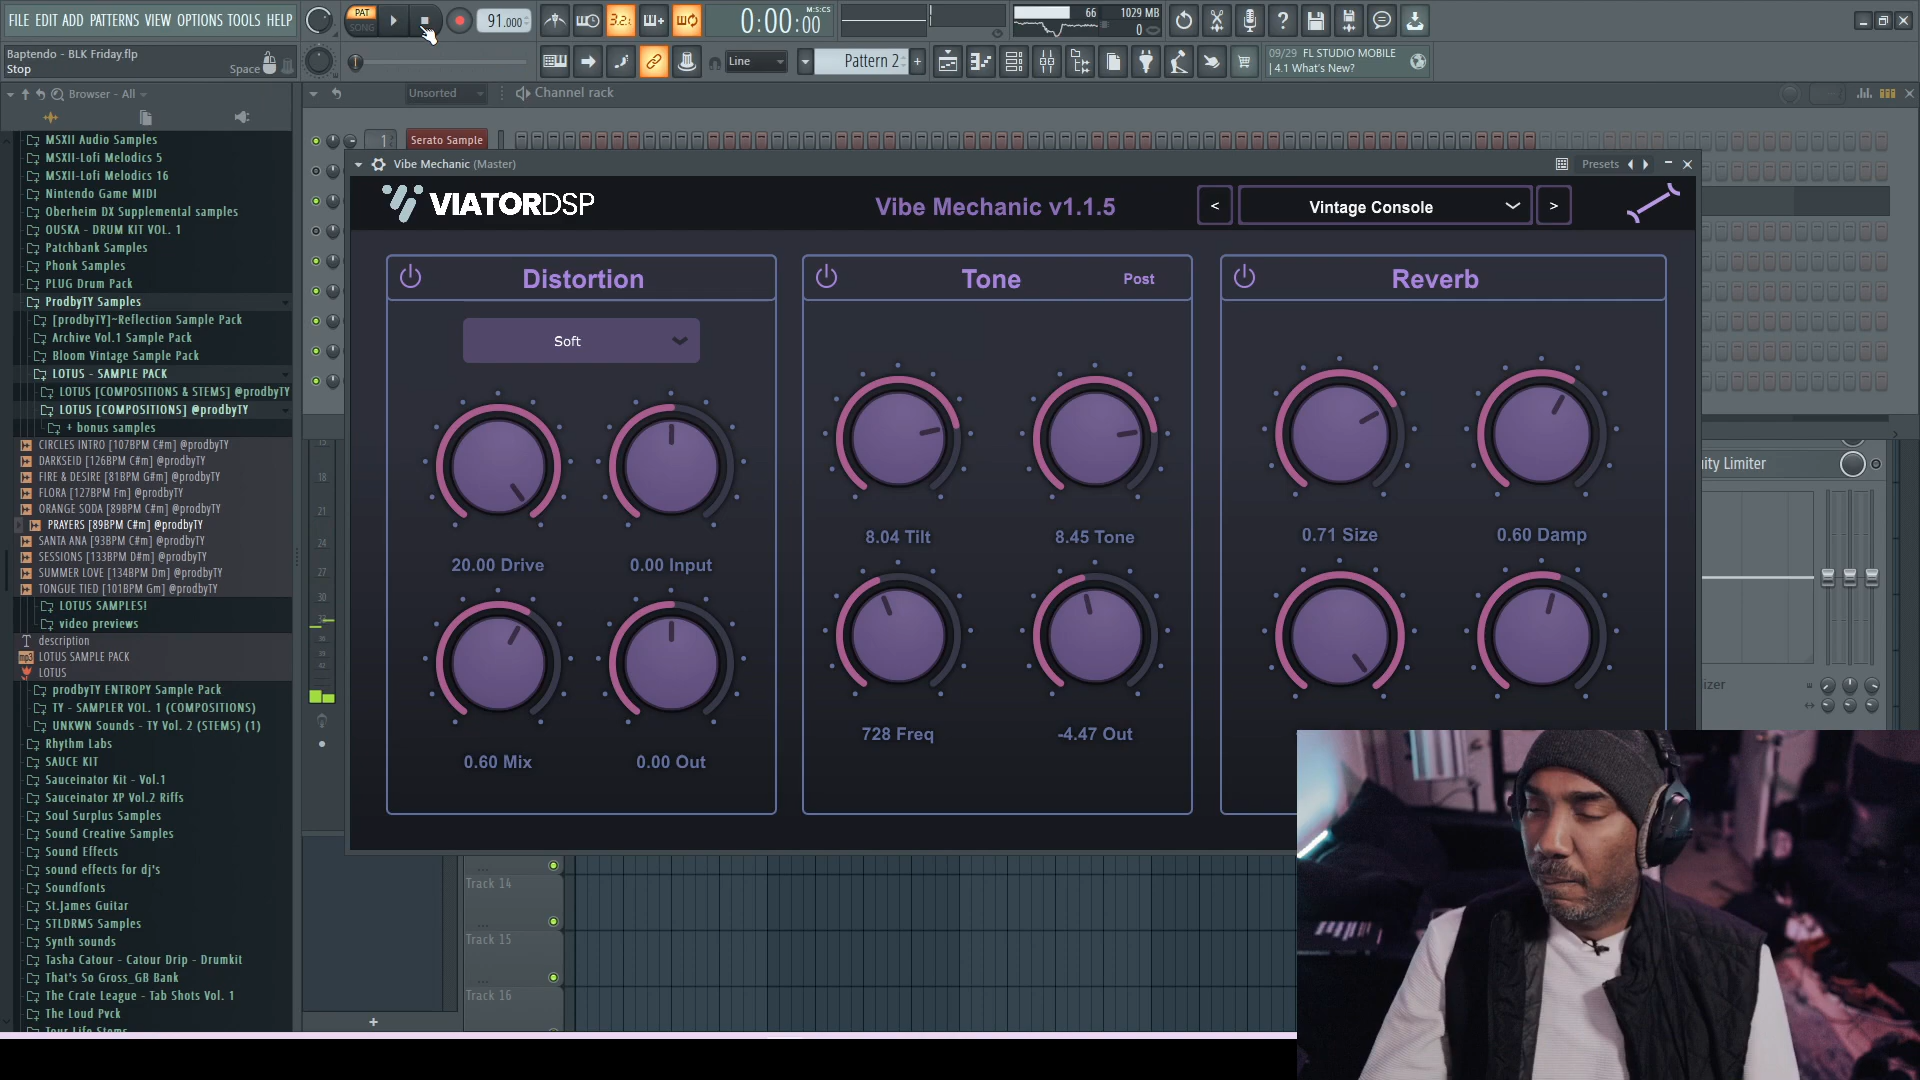 FILE EDIT ADD PATTERNS VIEW OPTIONS TOOLS HELP
PAT
SONG
91.000
3.2.
0:00:00
M:S:CS
66
1029 MB
0
Baptendo - BLK Friday.flp
Stop
Space
Line
Pattern 2
09/29 FL STUDIO MOBILE
4.1 What's New?
Browser - All
Unsorted
Channel rack
1
Serato Sample
MSXII Audio Samples
MSXII-Lofi Melodics 5
MSXII-Lofi Melodics 16
Nintendo Game MIDI
Oberheim DX Supplemental samples
OUSKA - DRUM KIT VOL. 1
Patchbank Samples
Phonk Samples
PLUG Drum Pack
ProdbyTY Samples
[prodbyTY]~Reflection Sample Pack
Archive Vol.1 Sample Pack
Bloom Vintage Sample Pack
LOTUS - SAMPLE PACK
LOTUS [COMPOSITIONS & STEMS] @prodbyTY
LOTUS [COMPOSITIONS] @prodbyTY
+ bonus samples
CIRCLES INTRO [107BPM C#m] @prodbyTY
DARKSEID [126BPM C#m] @prodbyTY
FIRE & DESIRE [81BPM G#m] @prodbyTY
FLORA [127BPM Fm] @prodbyTY
ORANGE SODA [89BPM C#m] @prodbyTY
PRAYERS [89BPM C#m] @prodbyTY
SANTA ANA [93BPM C#m] @prodbyTY
SESSIONS [133BPM D#m] @prodbyTY
SUMMER LOVE [134BPM Dm] @prodbyTY
TONGUE TIED [101BPM Gm] @prodbyTY
LOTUS SAMPLES!
video previews
description
LOTUS SAMPLE PACK
LOTUS
prodbyTY ENTROPY Sample Pack
TY - SAMPLER VOL. 1 (COMPOSITIONS)
UNKWN Sounds - TY Vol. 2 (STEMS) (1)
Rhythm Labs
SAUCE KIT
Sauceinator Kit - Vol.1
Sauceinator XP Vol.2 Riffs
Soul Surplus Samples
Sound Creative Samples
Sound Effects
sound effects for dj's
Soundfonts
St.James Guitar
STLDRMS Samples
Synth sounds
Tasha Catour - Catour Drip - Drumkit
That's So Gross_GB Bank
The Crate League - Tab Shots Vol. 1
The Loud Pvck
Tour Life Stems
Vibe Mechanic (Master)
Presets
VIATORDSP
Vibe Mechanic v1.1.5
<
Vintage Console
>
Distortion
Soft
20.00 Drive
0.00 Input
0.60 Mix
0.00 Out
Tone
Post
8.04 Tilt
8.45 Tone
728 Freq
-4.47 Out
Reverb
0.71 Size
0.60 Damp
18
21
24
27
30
ity Limiter
izer
Track 14
Track 15
Track 16
+